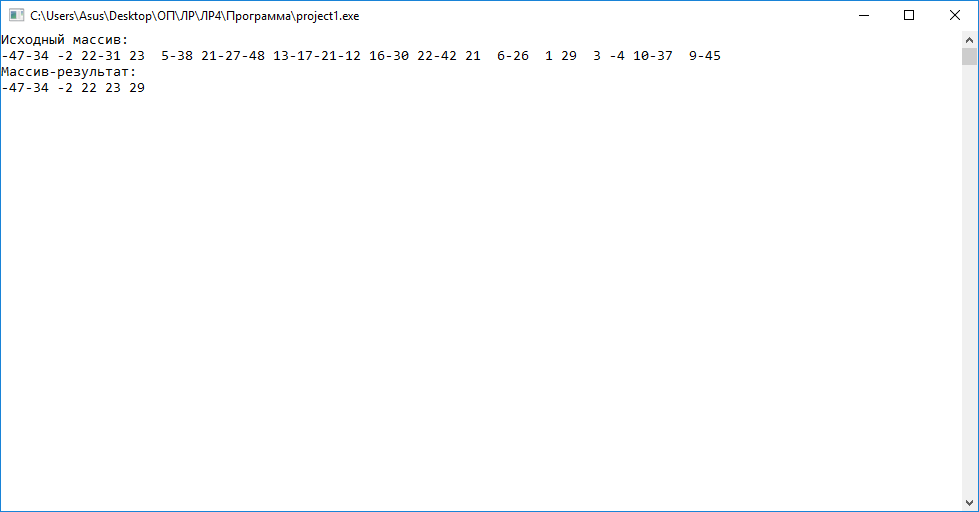 C:\Users\Asus\Desktop\ОП\ЛР\ЛР4\Программа\project1.exe
Исходный массив:
-47-34 -2 22-31 23  5-38 21-27-48 13-17-21-12 16-30 22-42 21  6-26  1 29  3 -4 10-37  9-45
Массив-результат:
-47-34 -2 22 23 29